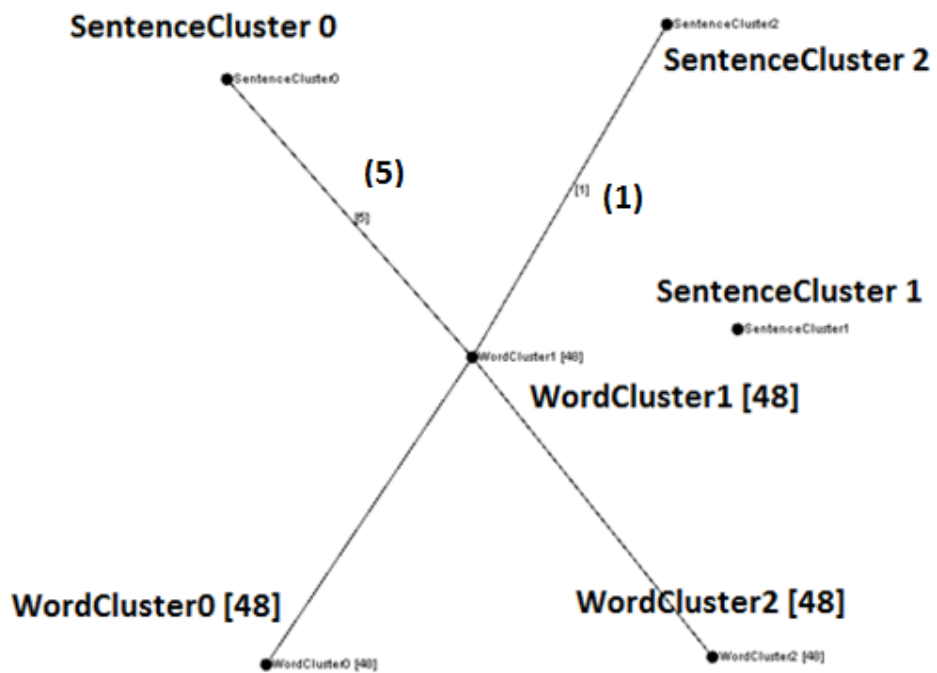 SentenceCluster 0
SentenceCluster2
SentenceCluster 2
SentenceCluster0
(5)
[5]
[1]
(1)
SentenceCluster 1
SentenceCluster1
WordCluster1 [48]
WordCluster1 [48]
WordCluster0 [48]
WordCluster2 [48]
WordCluster0 [48]
WordCluster2 [48]